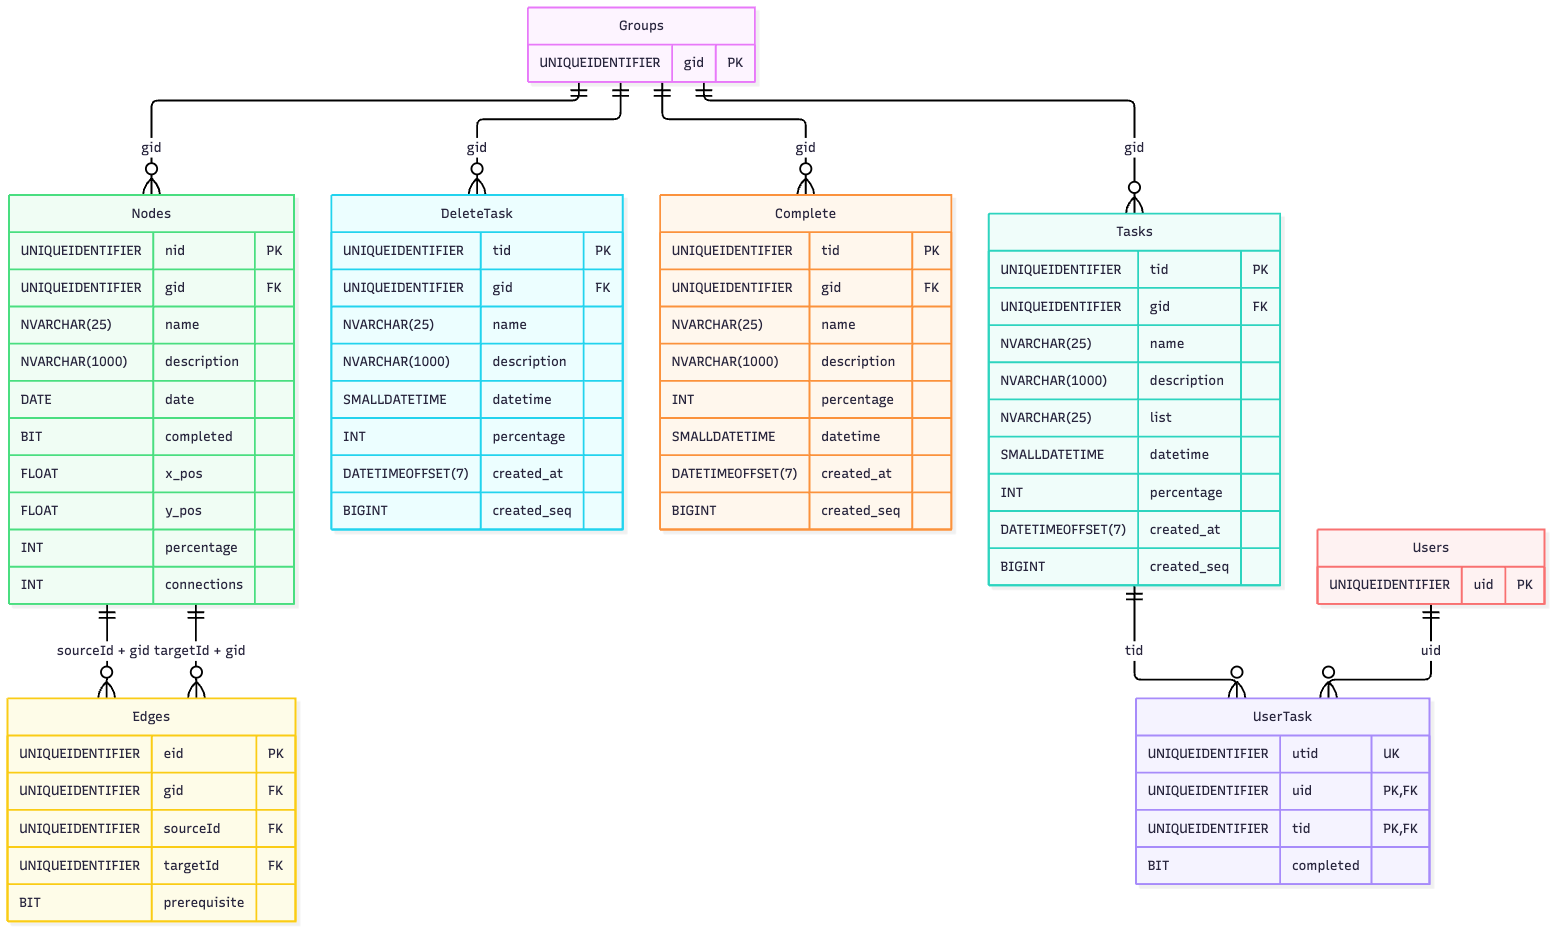 Groups
UNIQUEIDENTIFIER gid PK
gid gid gid gid
Nodes
UNIQUEIDENTIFIER nid PK
UNIQUEIDENTIFIER gid FK
NVARCHAR(25) name
NVARCHAR(1000) description
DATE date
BIT completed
FLOAT x_pos
FLOAT y_pos
INT percentage
INT connections
DeleteTask
UNIQUEIDENTIFIER tid PK
UNIQUEIDENTIFIER gid FK
NVARCHAR(25) name
NVARCHAR(1000) description
SMALLDATETIME datetime
INT percentage
DATETIMEOFFSET(7) created_at
BIGINT created_seq
Complete
UNIQUEIDENTIFIER tid PK
UNIQUEIDENTIFIER gid FK
NVARCHAR(25) name
NVARCHAR(1000) description
INT percentage
SMALLDATETIME datetime
DATETIMEOFFSET(7) created_at
BIGINT created_seq
Tasks
UNIQUEIDENTIFIER tid PK
UNIQUEIDENTIFIER gid FK
NVARCHAR(25) name
NVARCHAR(1000) description
NVARCHAR(25) list
SMALLDATETIME datetime
INT percentage
DATETIMEOFFSET(7) created_at
BIGINT created_seq
Users
UNIQUEIDENTIFIER uid PK
sourceId + gid targetId + gid
tid uid
Edges
UNIQUEIDENTIFIER eid PK
UNIQUEIDENTIFIER gid FK
UNIQUEIDENTIFIER sourceId FK
UNIQUEIDENTIFIER targetId FK
BIT prerequisite
UserTask
UNIQUEIDENTIFIER utid UK
UNIQUEIDENTIFIER uid PK,FK
UNIQUEIDENTIFIER tid PK,FK
BIT completed